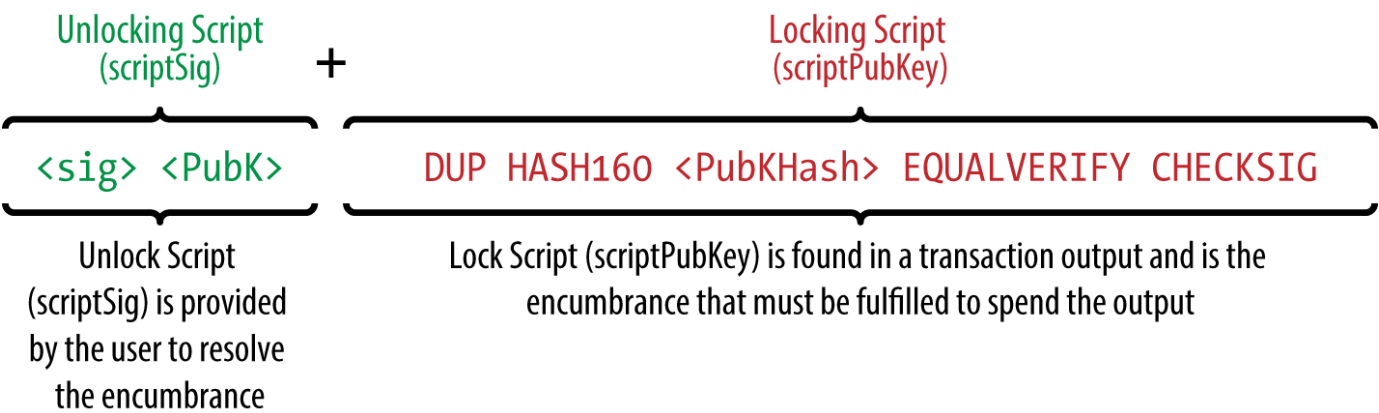 Unlocking Script
(scriptSig)
+
Locking Script
(scriptPubKey)
<sig> <PubK>
DUP HASH160 <PubKHash> EQUALVERIFY CHECKSIG
Unlock Script
(scriptSig) is provided
by the user to resolve
the encumbrance
Lock Script (scriptPubKey) is found in a transaction output and is the
encumbrance that must be fulfilled to spend the output